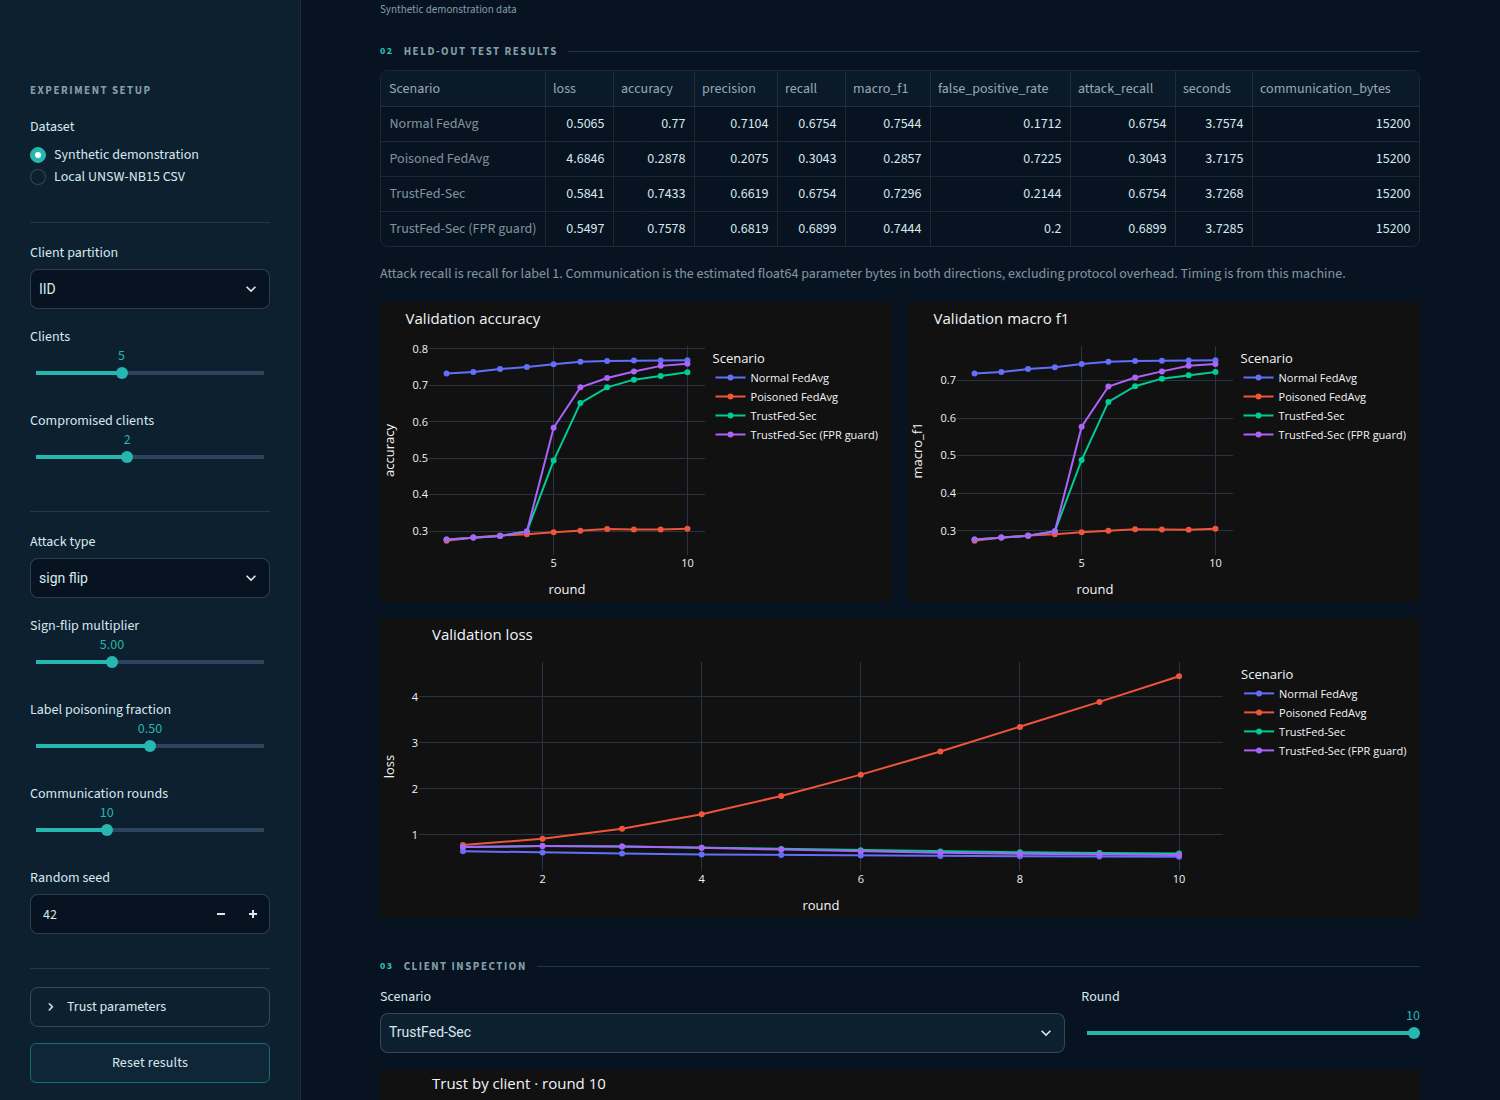 EXPERIMENT SETUP
Dataset
Synthetic demonstration
Local UNSW-NB15 CSV
Client partition
IID
Clients
5
Compromised clients
2
Attack type
sign flip
Sign-flip multiplier
5.00
Label poisoning fraction
0.50
Communication rounds
10
Random seed
42
Trust parameters
Reset results
Synthetic demonstration data
02 HELD-OUT TEST RESULTS
Scenario loss accuracy precision recall macro_f1 false_positive_rate attack_recall seconds communication_bytes
Normal FedAvg 0.5065 0.77 0.7104 0.6754 0.7544 0.1712 0.6754 3.7574 15200
Poisoned FedAvg 4.6846 0.2878 0.2075 0.3043 0.2857 0.7225 0.3043 3.7175 15200
TrustFed-Sec 0.5841 0.7433 0.6619 0.6754 0.7296 0.2144 0.6754 3.7268 15200
TrustFed-Sec (FPR guard) 0.5497 0.7578 0.6819 0.6899 0.7444 0.2 0.6899 3.7285 15200
Attack recall is recall for label 1. Communication is the estimated float64 parameter bytes in both directions, excluding protocol overhead. Timing is from this machine.
Validation accuracy
0.8
0.7
0.6
0.5
0.4
0.3
accuracy
5 10
round
Scenario
Normal FedAvg
Poisoned FedAvg
TrustFed-Sec
TrustFed-Sec (FPR guard)
Validation macro f1
0.7
0.6
0.5
0.4
0.3
macro_f1
5 10
round
Scenario
Normal FedAvg
Poisoned FedAvg
TrustFed-Sec
TrustFed-Sec (FPR guard)
Validation loss
4
3
2
1
loss
2 4 6 8 10
round
Scenario
Normal FedAvg
Poisoned FedAvg
TrustFed-Sec
TrustFed-Sec (FPR guard)
03 CLIENT INSPECTION
Scenario
TrustFed-Sec
Round
10
Trust by client · round 10